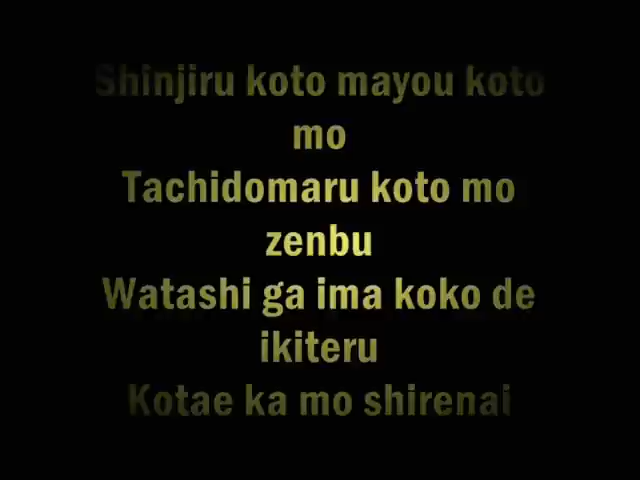 Shinjiru koto mayou koto
mo
Tachidomaru koto mo
zenbu
Watashi ga ima koko de
ikiteru
Kotae ka mo shirenai